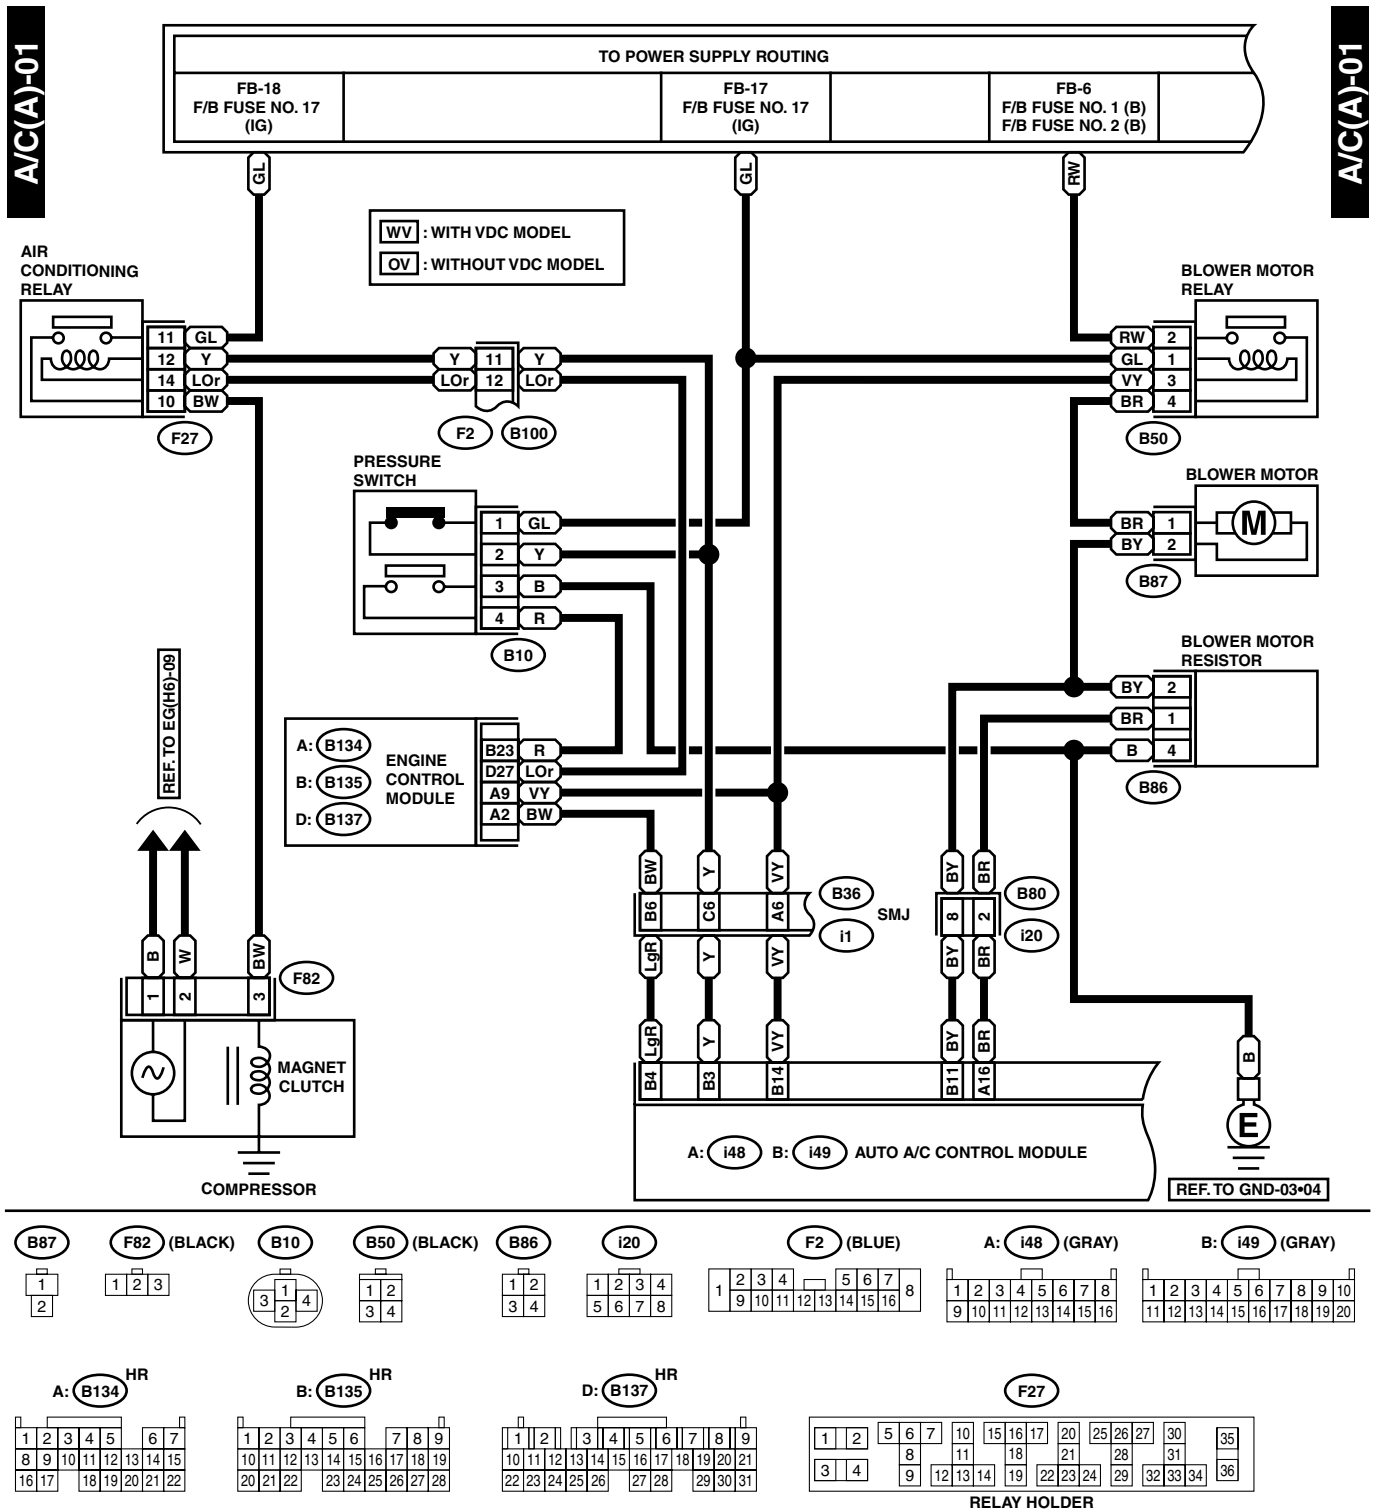 A/C(A)-01
A/C(A)-01
TO POWER SUPPLY ROUTING
FB-18
F/B FUSE NO. 17
(IG)
FB-17
F/B FUSE NO. 17
(IG)
FB-6
F/B FUSE NO. 1 (B)
F/B FUSE NO. 2 (B)
GL
GL
RW
WV : WITH VDC MODEL
OV : WITHOUT VDC MODEL
AIR
CONDITIONING
RELAY
11 GL
12 Y
14 LOr
10 BW
F27
Y 11 Y
LOr 12 LOr
F2
B100
BLOWER MOTOR
RELAY
RW 2
GL 1
VY 3
BR 4
B50
PRESSURE
SWITCH
1 GL
2 Y
3 B
4 R
B10
BLOWER MOTOR
BR 1
BY 2
M
B87
BLOWER MOTOR
RESISTOR
BY 2
BR 1
B 4
B86
REF. TO EG(H6)-09
A: B134
B: B135
D: B137
ENGINE
CONTROL
MODULE
B23 R
D27 LOr
A9 VY
A2 BW
BW Y VY BY BR
B6 C6 A6 8 2
B36
i1
SMJ
B80
i20
LgR Y VY BY BR
LgR Y VY BY BR
B4 B3 B14 B11 A16
B W BW
1 2 3
F82
MAGNET
CLUTCH
COMPRESSOR
A: i48 B: i49 AUTO A/C CONTROL MODULE
B
E
REF. TO GND-03•04
B87
1
2
F82 (BLACK)
1 2 3
B10
1
3 4
2
B50 (BLACK)
1 2
3 4
B86
1 2
3 4
i20
1 2 3 4
5 6 7 8
F2 (BLUE)
1 2 3 4 5 6 7 8
9 10 11 12 13 14 15 16
A: i48 (GRAY)
1 2 3 4 5 6 7 8
9 10 11 12 13 14 15 16
B: i49 (GRAY)
1 2 3 4 5 6 7 8 9 10
11 12 13 14 15 16 17 18 19 20
A: B134 HR
1 2 3 4 5 6 7
8 9 10 11 12 13 14 15
16 17 18 19 20 21 22
B: B135 HR
1 2 3 4 5 6 7 8 9
10 11 12 13 14 15 16 17 18 19
20 21 22 23 24 25 26 27 28
D: B137 HR
1 2 3 4 5 6 7 8 9
10 11 12 13 14 15 16 17 18 19 20 21
22 23 24 25 26 27 28 29 30 31
F27
1 2 5 6 7 10 15 16 17 20 25 26 27 30 35
8 11 18 21 28 31
3 4 9 12 13 14 19 22 23 24 29 32 33 34 36
RELAY HOLDER